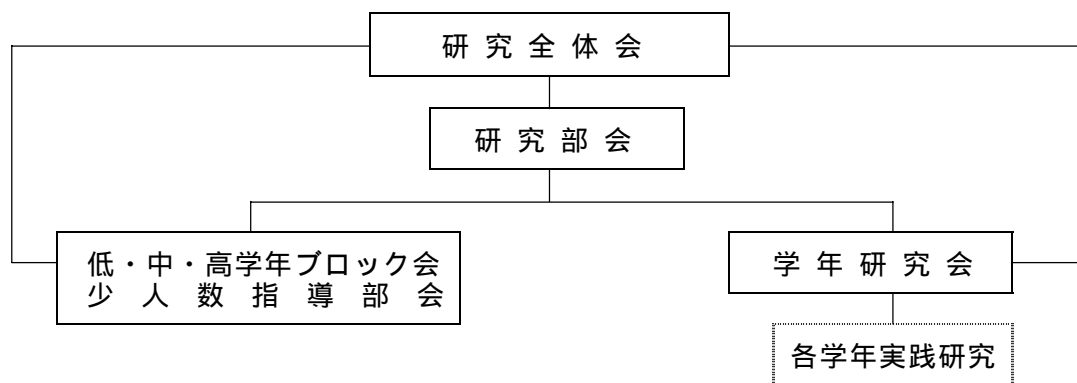 研究全体会
研究部会
低・中・高学年ブロック会
少人数指導部会
学年研究会
各学年実践研究